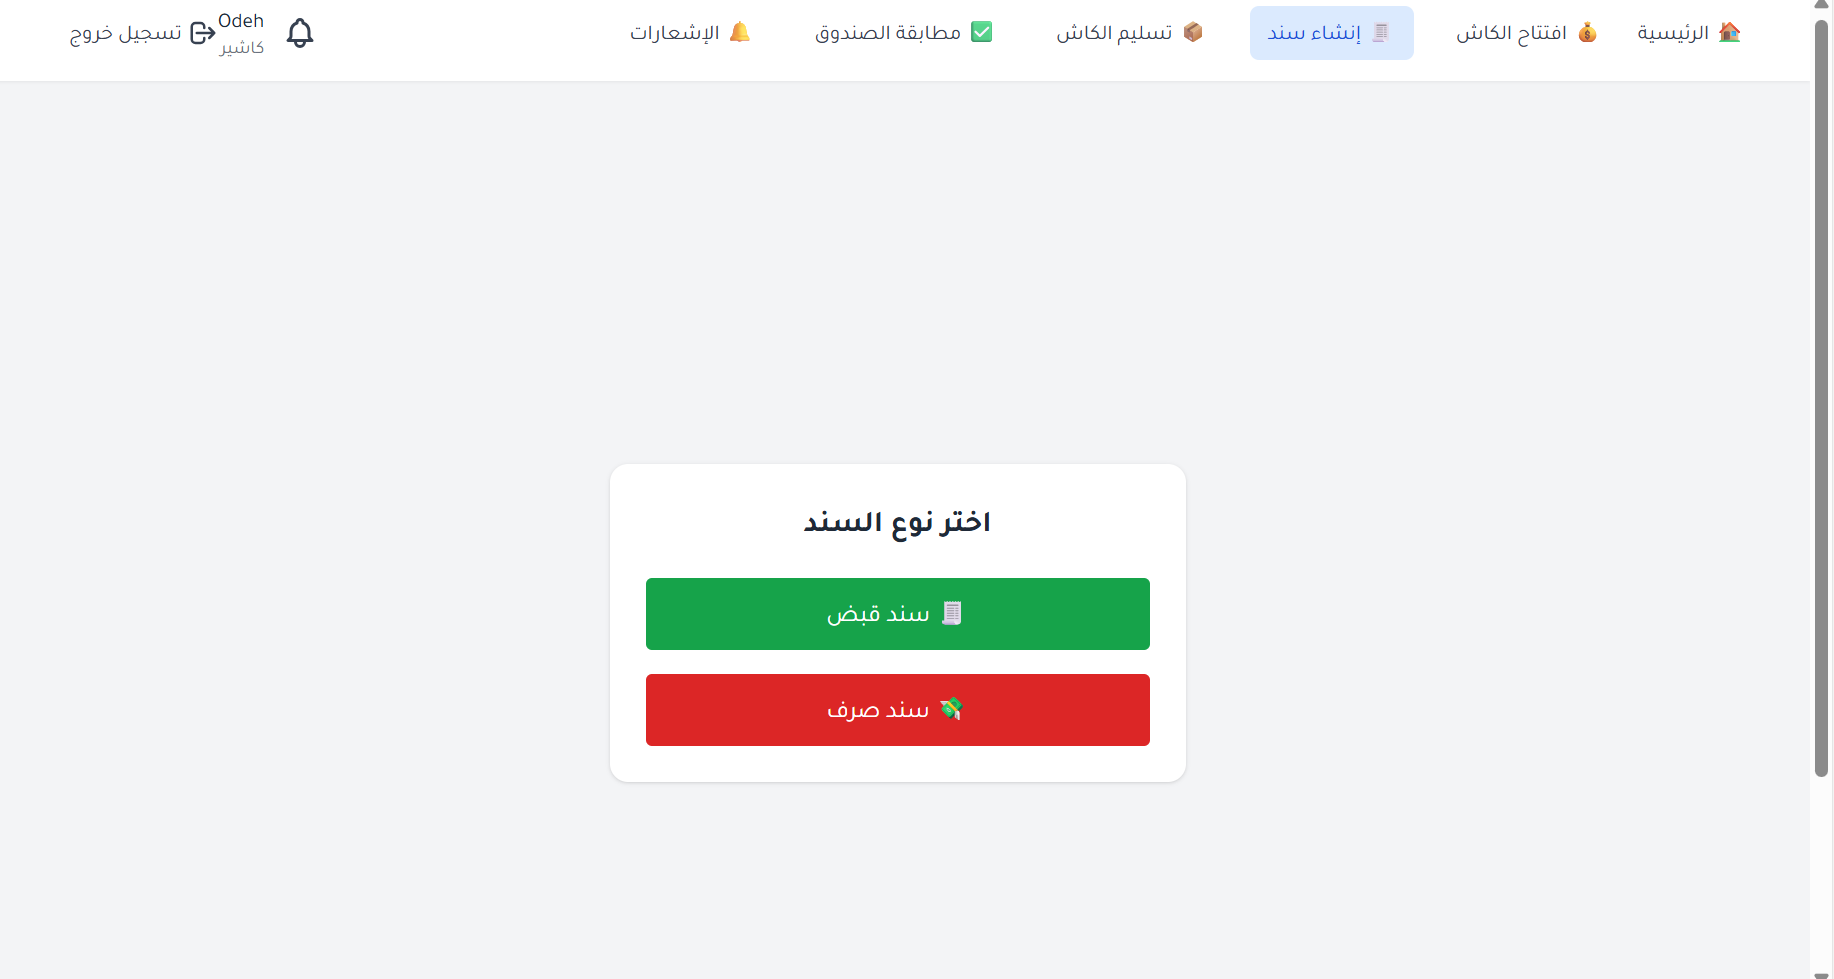 🏠 الرئيسية
💰 افتتاح الكاش
🧾 إنشاء سند
📦 تسليم الكاش
✅ مطابقة الصندوق
🔔 الإشعارات
Odeh
كاشير
تسجيل خروج
اختر نوع السند
🧾 سند قبض
💸 سند صرف